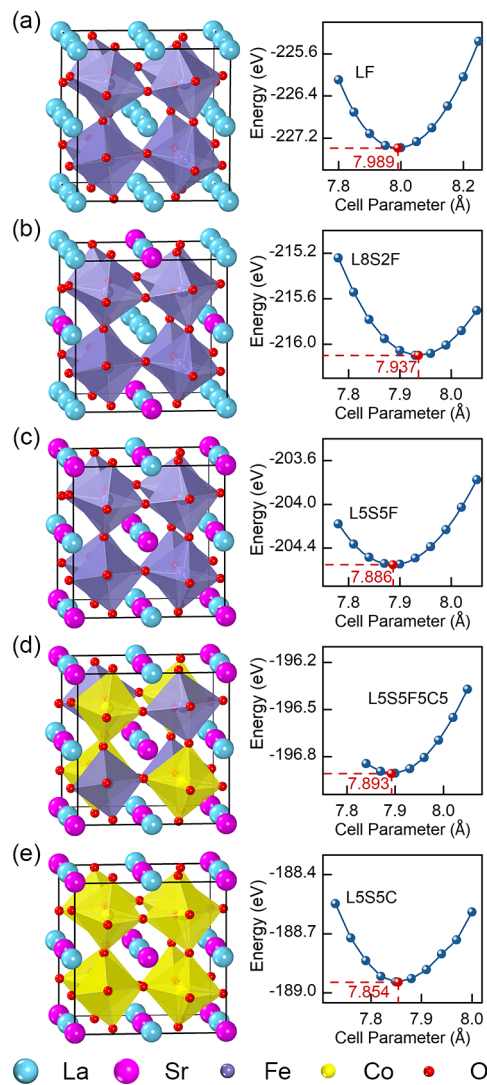 (a)
-225.6
-226.4
-227.2
Energy (eV)
LF
7.989
7.8 8.0 8.2
Cell Parameter (Å)
(b)
-215.2
-215.6
-216.0
Energy (eV)
L8S2F
7.937
7.8 7.9 8.0
Cell Parameter (Å)
(c)
-203.6
-204.0
-204.4
Energy (eV)
L5S5F
7.886
7.8 7.9 8.0
Cell Parameter (Å)
(d)
-196.2
-196.5
-196.8
Energy (eV)
L5S5F5C5
7.893
7.8 7.9 8.0
Cell Parameter (Å)
(e)
-188.4
-188.7
-189.0
Energy (eV)
L5S5C
7.854
7.8 7.9 8.0
Cell Parameter (Å)
La Sr Fe Co O